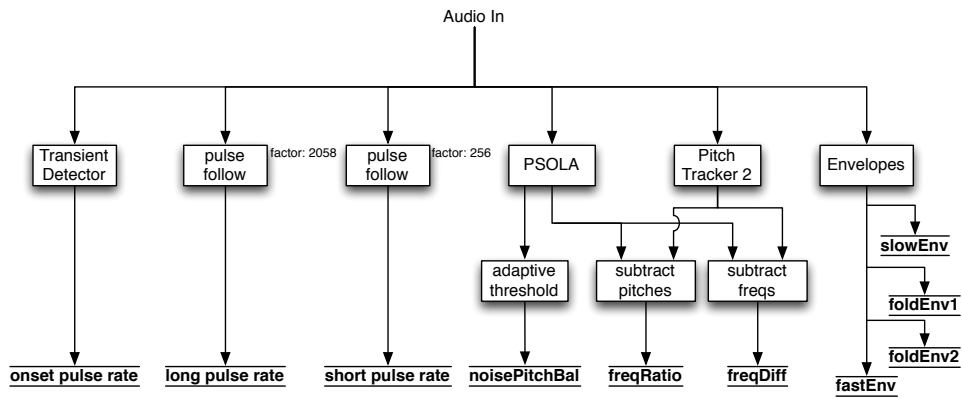 Audio In
Transient
Detector
pulse
follow
factor: 2058
pulse
follow
factor: 256
PSOLA
Pitch
Tracker 2
Envelopes
slowEnv
adaptive
threshold
subtract
pitches
subtract
freqs
foldEnv1
foldEnv2
onset pulse rate
long pulse rate
short pulse rate
noisePitchBal
freqRatio
freqDiff
fastEnv